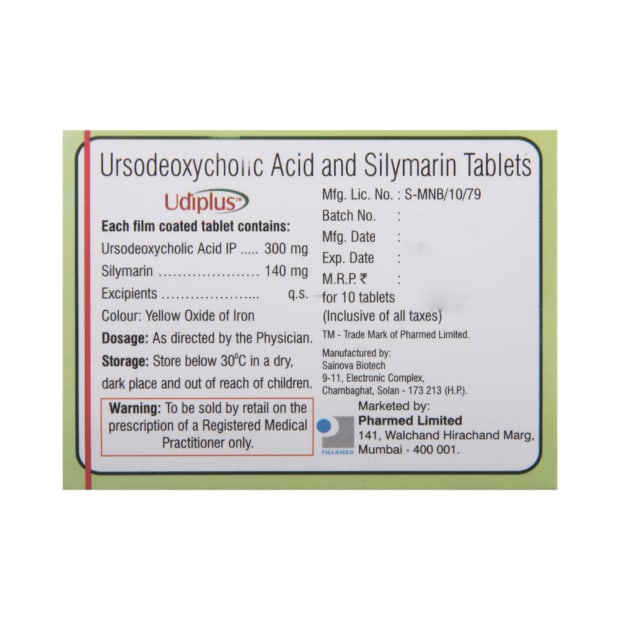 Ursodeoxycholic Acid and Silymarin Tablets
Udiplus™
Each film coated tablet contains:
Ursodeoxycholic Acid IP ..... 300 mg
Silymarin ..................... 140 mg
Excipients ..................... q.s.
Colour: Yellow Oxide of Iron
Dosage: As directed by the Physician.
Storage: Store below 30⁰C in a dry,
dark place and out of reach of children.
Warning: To be sold by retail on the
prescription of a Registered Medical
Practitioner only.
Mfg. Lic. No. : S-MNB/10/79
Batch No. :
Mfg. Date :
Exp. Date :
M.R.P. ₹ :
for 10 tablets
(Inclusive of all taxes)
TM - Trade Mark of Pharmed Limited.
Manufactured by:
Sainova Biotech
9-11, Electronic Complex,
Chambaghat, Solan - 173 213 (H.P.).
Marketed by:
Pharmed Limited
141, Walchand Hirachand Marg,
Mumbai - 400 001.
PHARMED